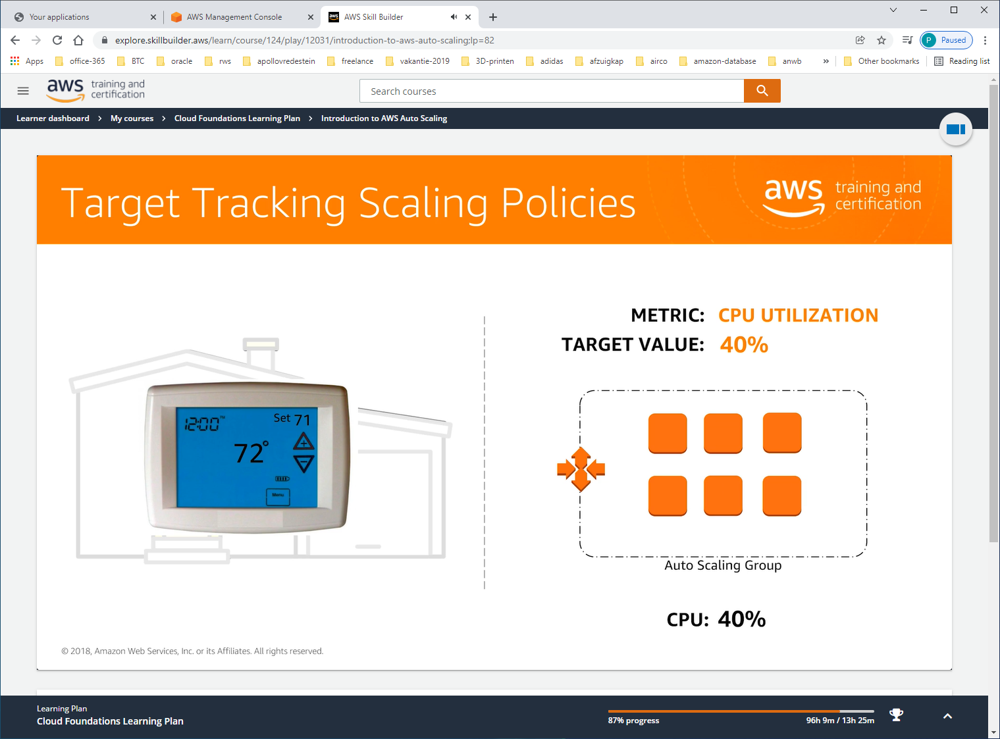 Your applications
AWS Management Console
aws AWS Skill Builder
explore.skillbuilder.aws/learn/course/124/play/12031/introduction-to-aws-auto-scaling;lp=82
P Paused
Apps office-365 BTC oracle rws apollovredestein freelance vakantie-2019 3D-printen adidas afzuigkap airco amazon-database anwb » Other bookmarks Reading list
aws training and
certification
Search courses
Learner dashboard > My courses > Cloud Foundations Learning Plan > Introduction to AWS Auto Scaling
Target Tracking Scaling Policies
aws training and
certification
METRIC: CPU UTILIZATION
TARGET VALUE: 40%
12:00 PM
Set 71
72°
Menu
Auto Scaling Group
CPU: 40%
© 2018, Amazon Web Services, Inc. or its Affiliates. All rights reserved.
Learning Plan
Cloud Foundations Learning Plan
87% progress
96h 9m / 13h 25m